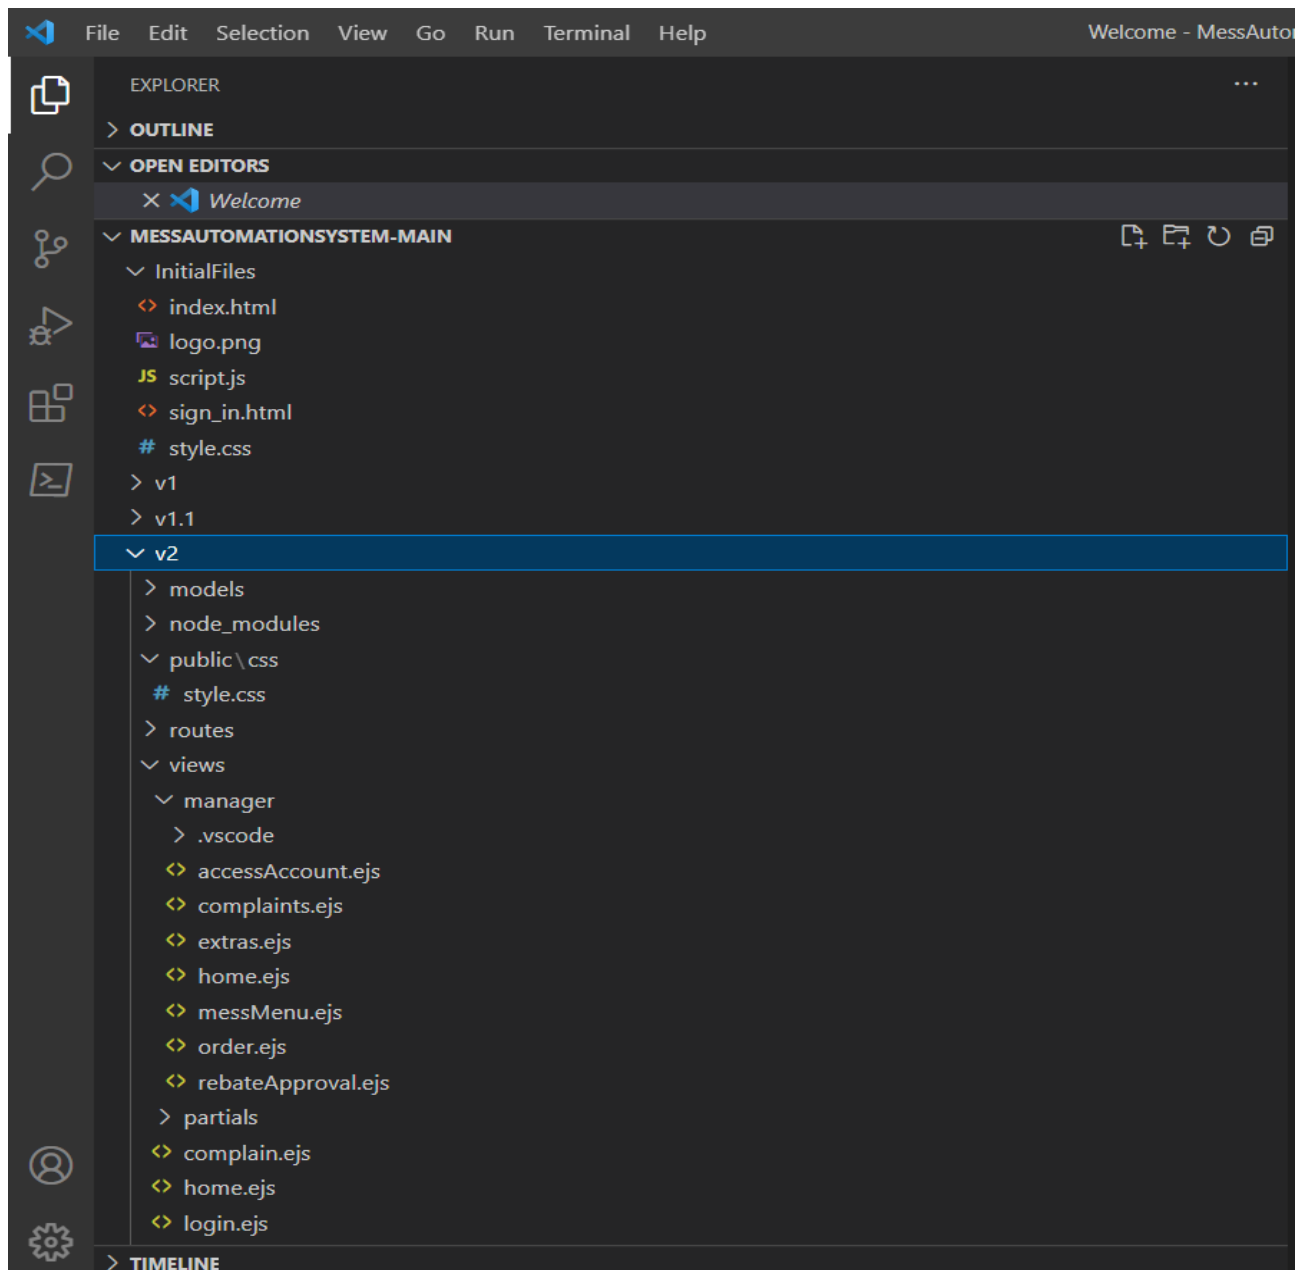 File Edit Selection View Go Run Terminal Help Welcome - MessAuto
EXPLORER
OUTLINE
OPEN EDITORS
Welcome
MESSAUTOMATIONSYSTEM-MAIN
InitialFiles
<> index.html
logo.png
JS script.js
<> sign_in.html
# style.css
v1
v1.1
v2
models
node_modules
public\css
# style.css
routes
views
manager
.vscode
<> accessAccount.ejs
<> complaints.ejs
<> extras.ejs
<> home.ejs
<> messMenu.ejs
<> order.ejs
<> rebateApproval.ejs
partials
<> complain.ejs
<> home.ejs
<> login.ejs
TIMELINE